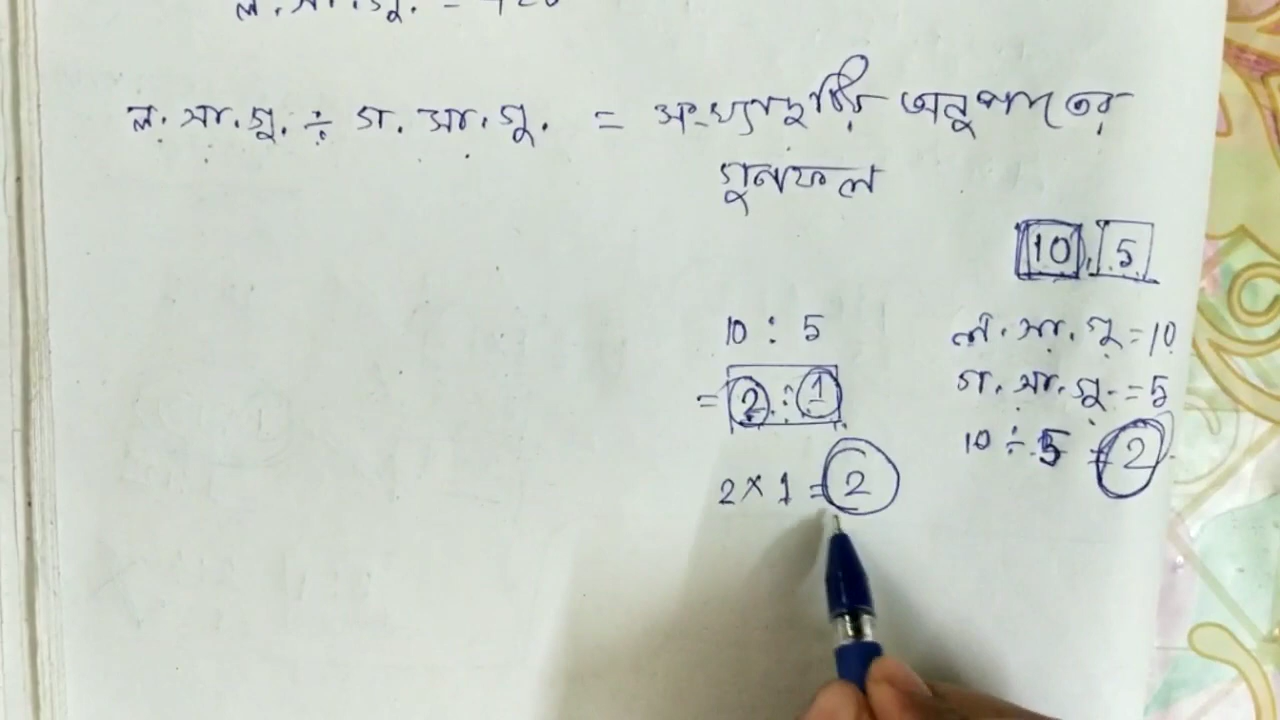 ল.সা.গু. =
ল.সা.গু. ÷ গ.সা.গু. = সংখ্যাদুটির অনুপাতের
গুনফল
10, 5
10 : 5
= 2 : 1
2 × 1 = 2
ল.সা.গু = 10
গ.সা.গু. = 5
10 ÷ 5 = 2